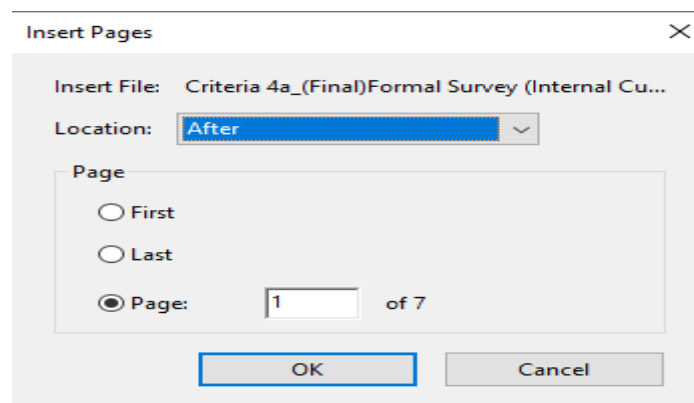 Insert Pages
Insert File: Criteria 4a_(Final)Formal Survey (Internal Cu...
Location: After
Page
First
Last
Page: 1 of 7
OK Cancel